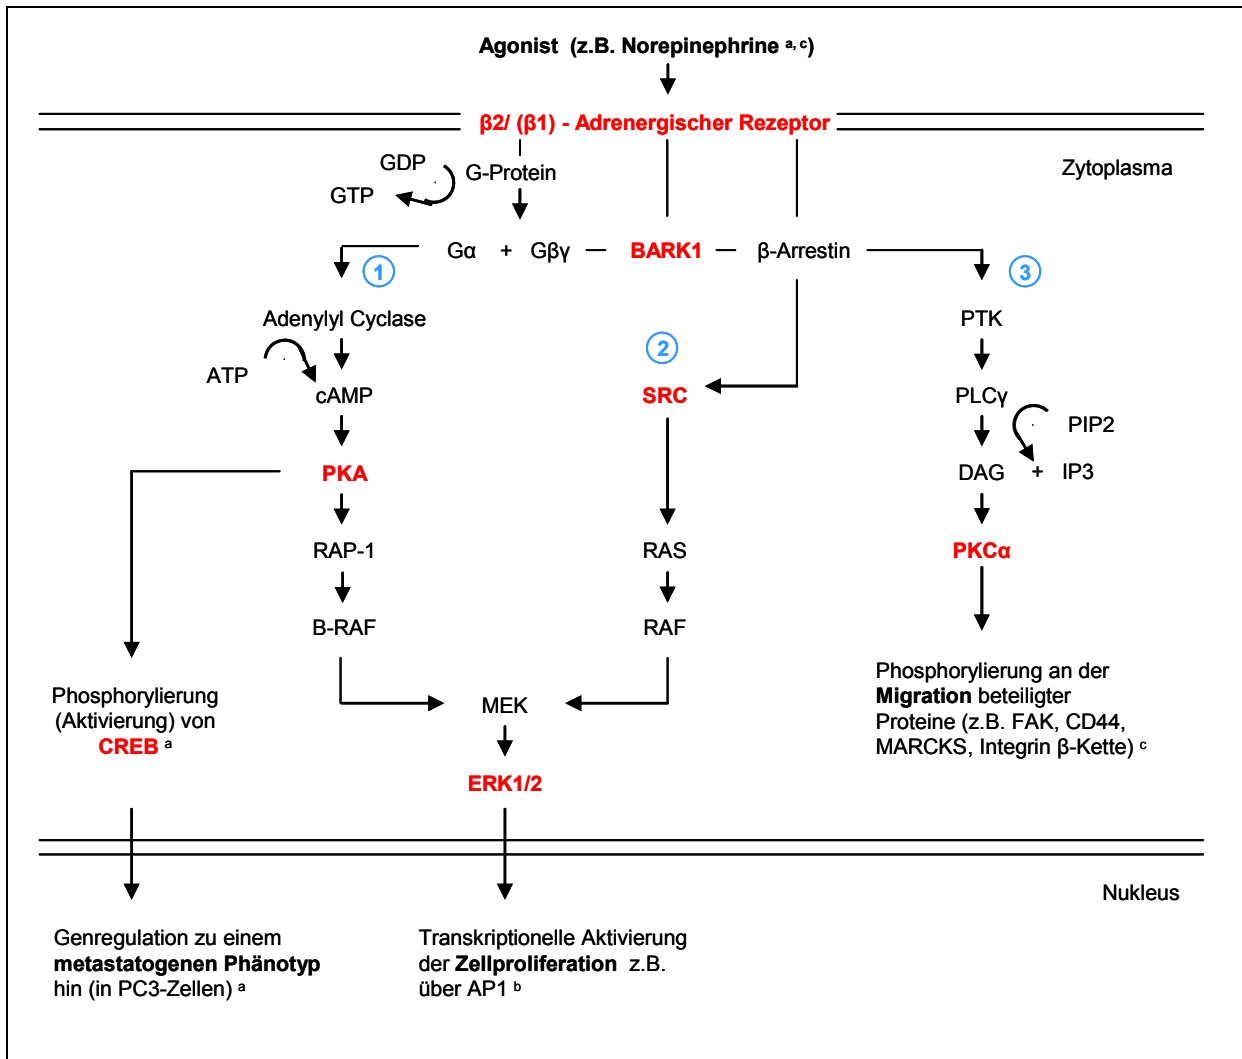 Agonist (z.B. Norepinephrine a, c)
β2/ (β1) - Adrenergischer Rezeptor
Zytoplasma
GDP
G-Protein
GTP
Gα + Gβγ
BARK1
β-Arrestin
1
3
Adenylyl Cyclase
PTK
2
ATP
cAMP
SRC
PLCγ
PIP2
PKA
DAG + IP3
RAP-1
RAS
PKCα
B-RAF
RAF
Phosphorylierung an der
Migration beteiligter
Proteine (z.B. FAK, CD44,
MARCKS, Integrin β-Kette) c
Phosphorylierung
(Aktivierung) von
CREB a
MEK
ERK1/2
Nukleus
Genregulation zu einem
metastatogenen Phänotyp
hin (in PC3-Zellen) a
Transkriptionelle Aktivierung
der Zellproliferation z.B.
über AP1 b